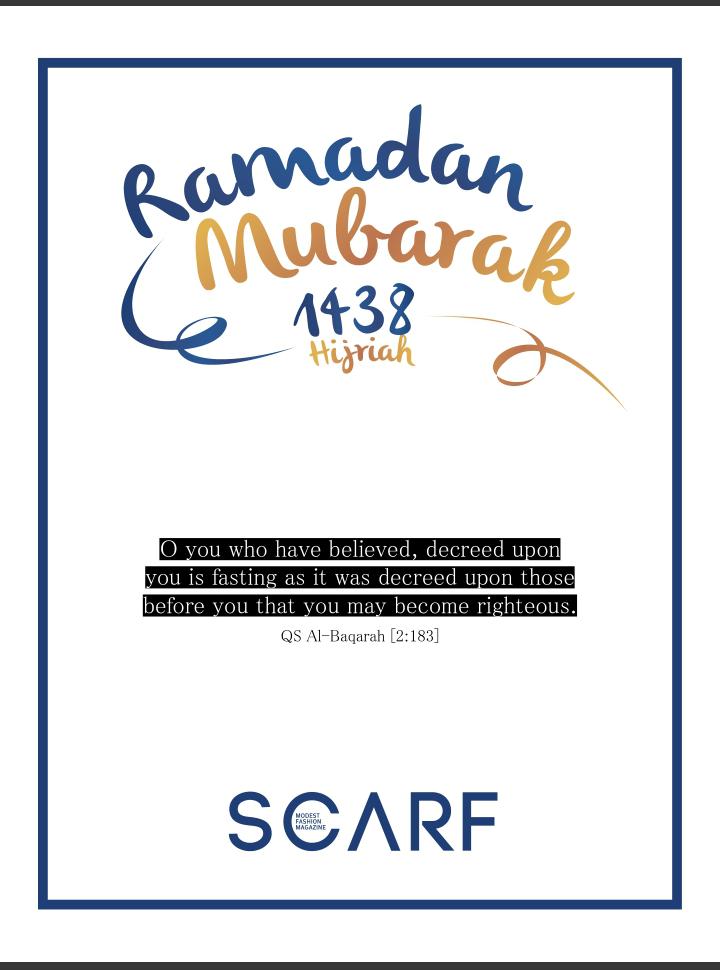 Ramadan
Mubarak
1438
Hijriah
O you who have believed, decreed upon
you is fasting as it was decreed upon those
before you that you may become righteous.
QS Al-Baqarah [2:183]
SCARF
MODEST
FASHION
MAGAZINE